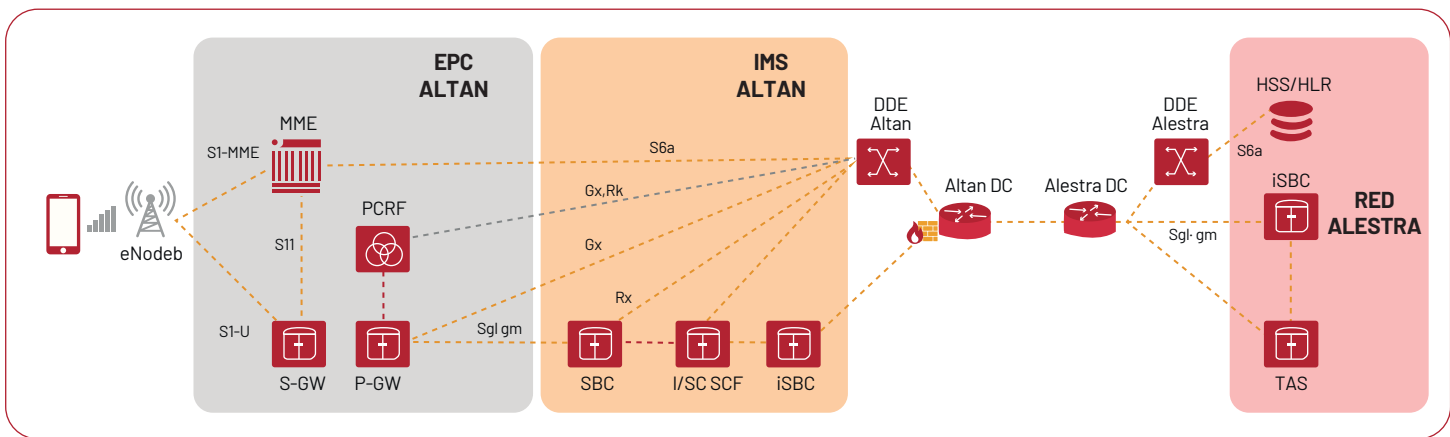 EPC
ALTAN
IMS
ALTAN
HSS/HLR
DDE
Altan
DDE
Alestra
MME
S1-MME
S6a
S6a
Gx,Rk
PCRF
Altan DC
Alestra DC
iSBC
RED
ALESTRA
eNodeb
S11
Gx
Sgl· gm
Rx
S1-U
Sgl gm
S-GW
P-GW
SBC
I/SC SCF
iSBC
TAS